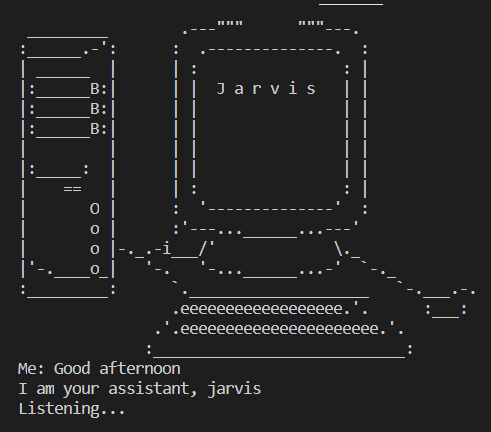 J a r v i s
Me: Good afternoon
I am your assistant, jarvis
Listening...